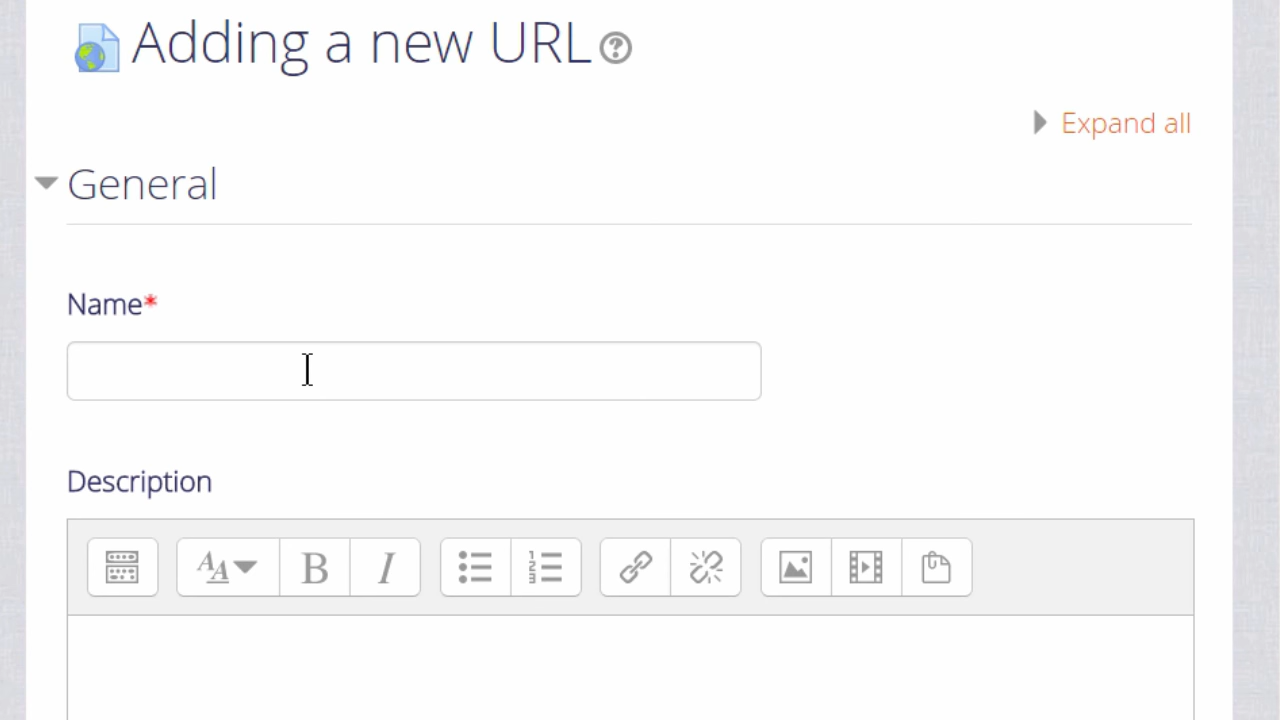 Adding a new URL
Expand all
General
Name*
Description